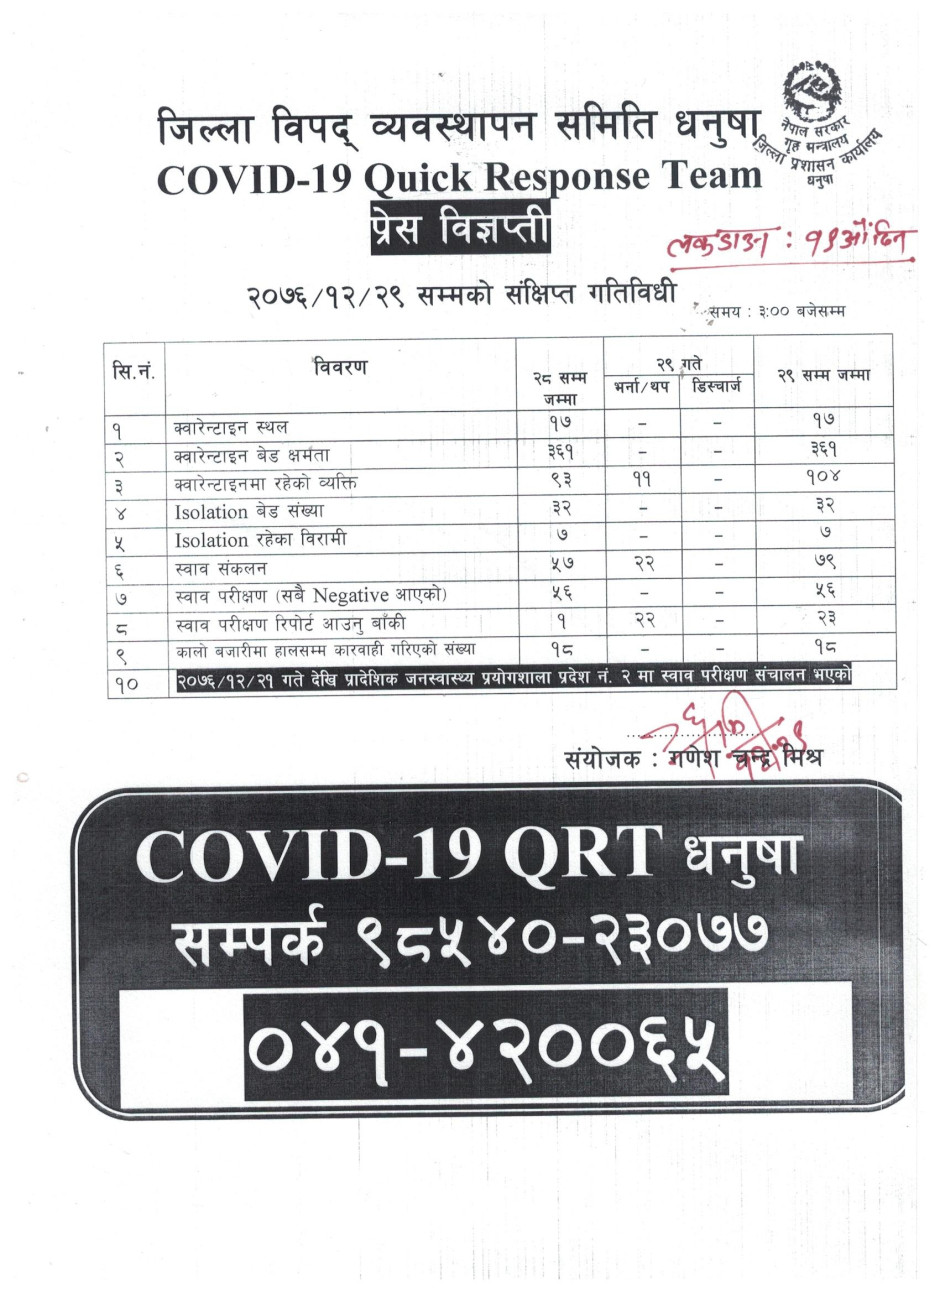 जिल्ला विपद् व्यवस्थापन समिति धनुषा
COVID-19 Quick Response Team
प्रेस विज्ञप्ती
नेपाल सरकार
गृह मन्त्रालय
जिल्ला प्रशासन कार्यालय
धनुषा
लकडाउन : १९औं दिन
२०७६/१२/२९ सम्मको संक्षिप्त गतिविधी
समय : ३:०० बजेसम्म
सि.नं. विवरण २८ सम्म जम्मा २९ गते २९ सम्म जम्मा
भर्ना/थप डिस्चार्ज
१ क्वारेन्टाइन स्थल १७ - - १७
२ क्वारेन्टाइन बेड क्षमता ३६१ - - ३६१
३ क्वारेन्टाइनमा रहेको व्यक्ति ९३ ११ - १०४
४ Isolation बेड संख्या ३२ - - ३२
५ Isolation रहेका विरामी ७ - - ७
६ स्वाव संकलन ५७ २२ - ७९
७ स्वाव परीक्षण (सबै Negative आएको) ५६ - - ५६
८ स्वाव परीक्षण रिपोर्ट आउनु बाँकी १ २२ - २३
९ कालो बजारीमा हालसम्म कारवाही गरिएको संख्या १८ - - १८
१० २०७६/१२/२१ गते देखि प्रादेशिक जनस्वास्थ्य प्रयोगशाला प्रदेश नं. २ मा स्वाव परीक्षण संचालन भएको
संयोजक : गणेश चन्द्र मिश्र
COVID-19 QRT धनुषा
सम्पर्क ९८५४०-२३०७७
०४१-४२००६५